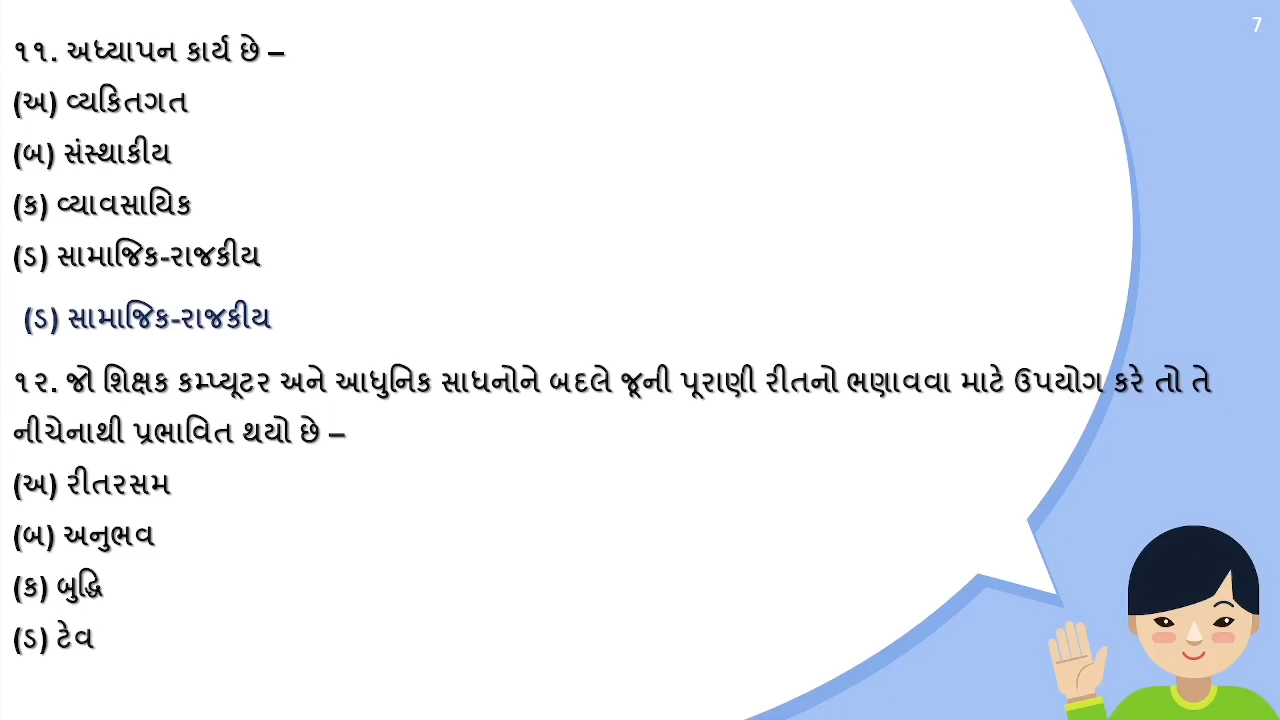 7
૧૧. અધ્યાપન કાર્ય છે –
(અ) વ્યકિતગત
(બ) સંસ્થાકીય
(ક) વ્યાવસાયિક
(ડ) સામાજિક-રાજકીય
(ડ) સામાજિક-રાજકીય
૧૨. જો શિક્ષક કમ્પ્યૂટર અને આધુનિક સાધનોને બદલે જૂની પૂરાણી રીતનો ભણાવવા માટે ઉપયોગ કરે તો તે
નીચેનાથી પ્રભાવિત થયો છે –
(અ) રીતરસમ
(બ) અનુભવ
(ક) બુદ્ધિ
(ડ) ટેવ